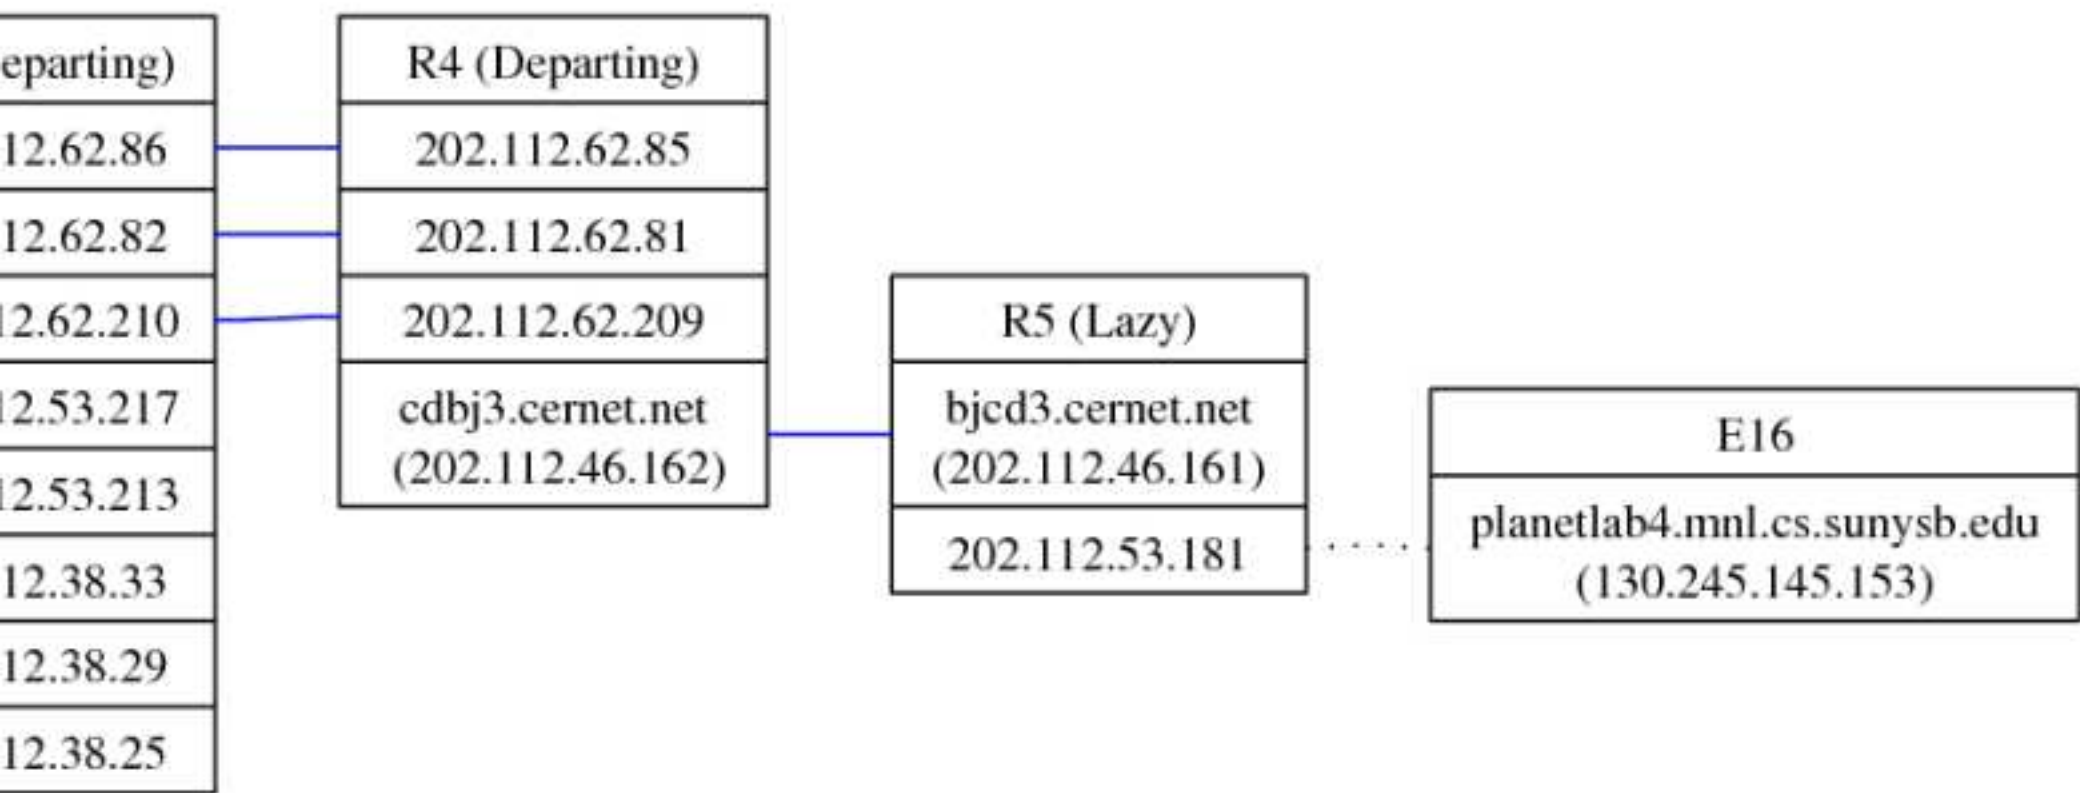 eparting)
12.62.86
12.62.82
12.62.210
12.53.217
12.53.213
12.38.33
12.38.29
12.38.25
R4 (Departing)
202.112.62.85
202.112.62.81
202.112.62.209
cdbj3.cernet.net
(202.112.46.162)
R5 (Lazy)
bjcd3.cernet.net
(202.112.46.161)
202.112.53.181
E16
planetlab4.mnl.cs.sunysb.edu
(130.245.145.153)